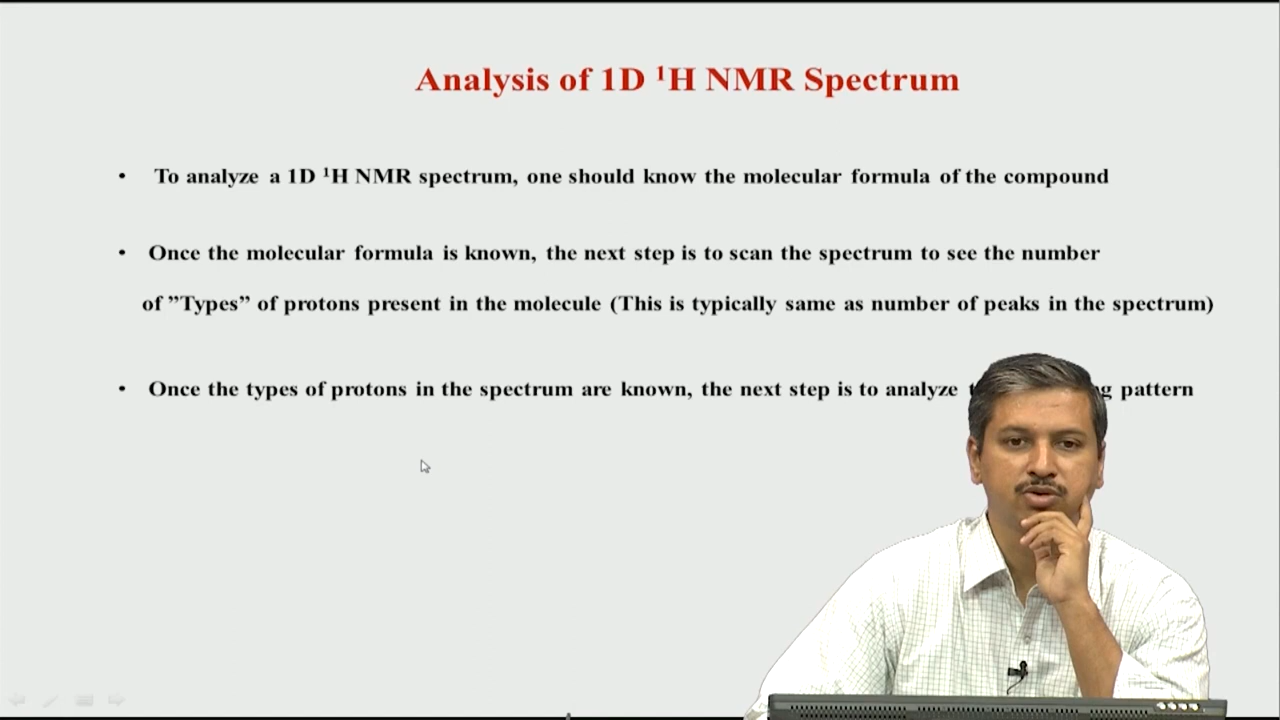 Analysis of 1D ¹H NMR Spectrum
• To analyze a 1D ¹H NMR spectrum, one should know the molecular formula of the compound
• Once the molecular formula is known, the next step is to scan the spectrum to see the number
of ”Types” of protons present in the molecule (This is typically same as number of peaks in the spectrum)
• Once the types of protons in the spectrum are known, the next step is to analyze pattern